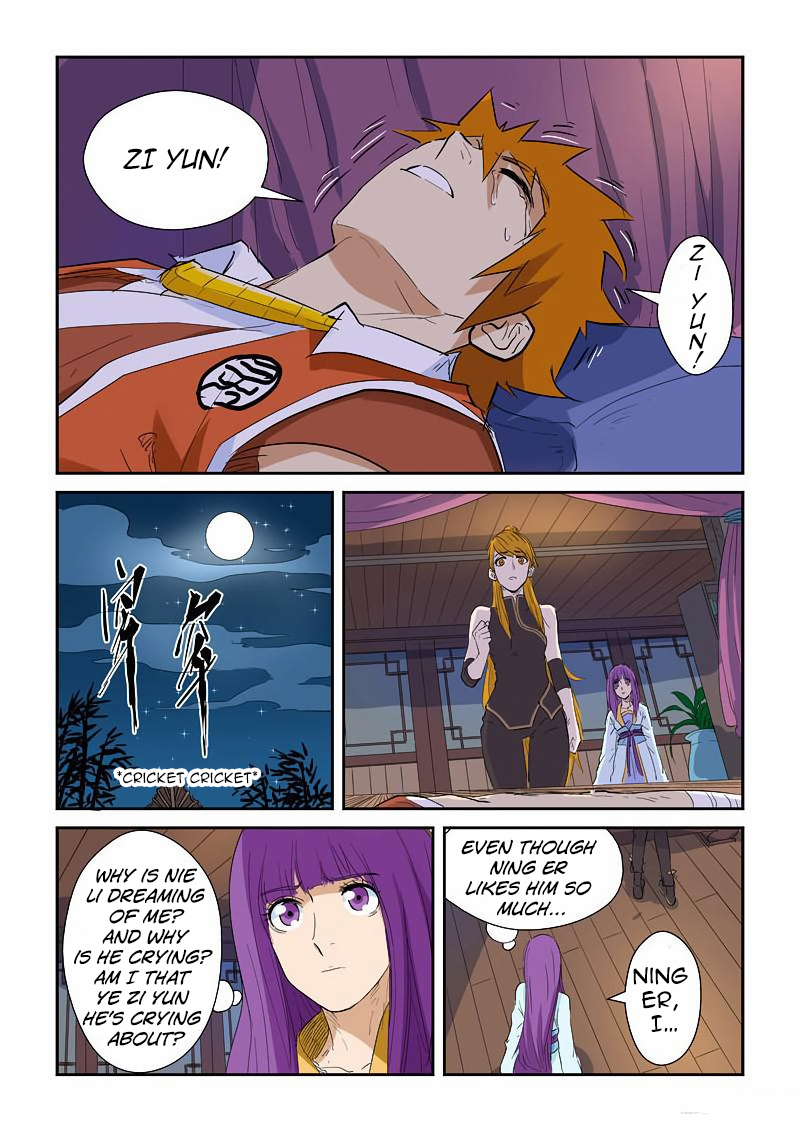 ZI YUN!
ZI YUN!
*CRICKET CRICKET*
WHY IS NIE
LI DREAMING
OF ME?
AND WHY
IS HE CRYING?
AM I THAT
YE ZI YUN
HE'S CRYING
ABOUT?
EVEN THOUGH
NING ER
LIKES HIM SO
MUCH...
NING
ER,
I...